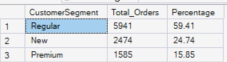 CustomerSegment Total_Orders Percentage
1 Regular 5941 59.41
2 New 2474 24.74
3 Premium 1585 15.85